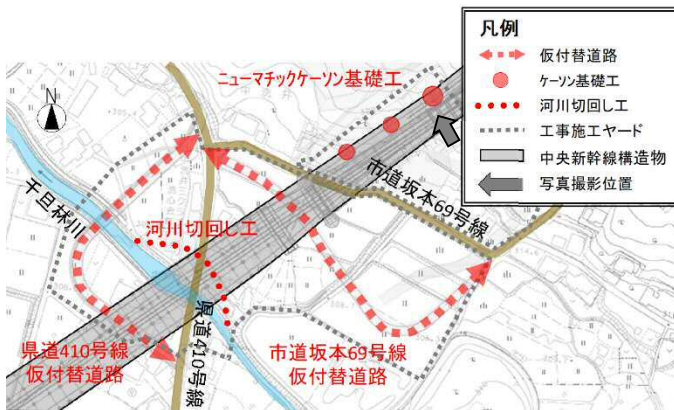 凡例
仮付替道路
ケーソン基礎工
河川切回し工
工事施工ヤード
中央新幹線構造物
写真撮影位置
ニューマチックケーソン基礎工
N
千旦林川
市道坂本69号線
河川切回し工
県道410号線
仮付替道路
県道410号線
市道坂本69号線
仮付替道路